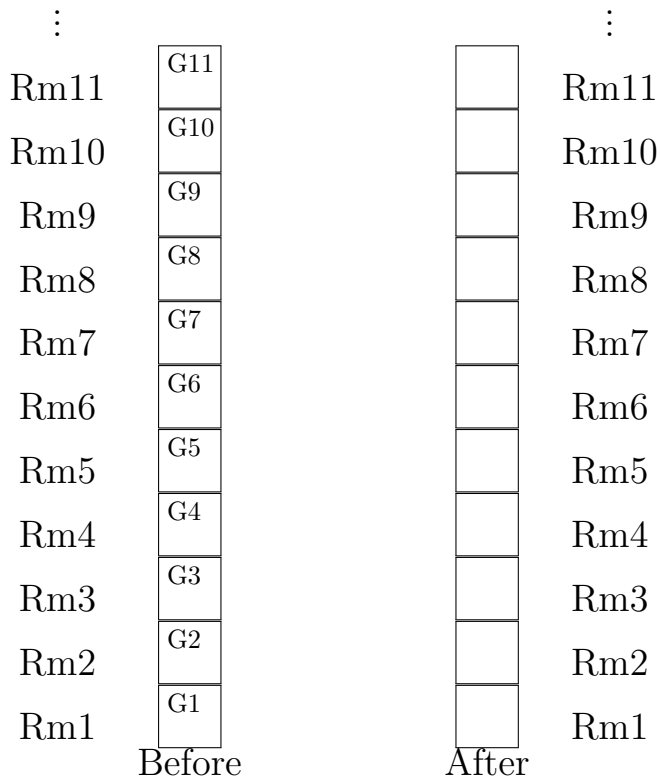 ⋮ ⋮
Rm11 G11 Rm11
Rm10 G10 Rm10
Rm9 G9 Rm9
Rm8 G8 Rm8
Rm7 G7 Rm7
Rm6 G6 Rm6
Rm5 G5 Rm5
Rm4 G4 Rm4
Rm3 G3 Rm3
Rm2 G2 Rm2
Rm1 G1 Rm1
Before After